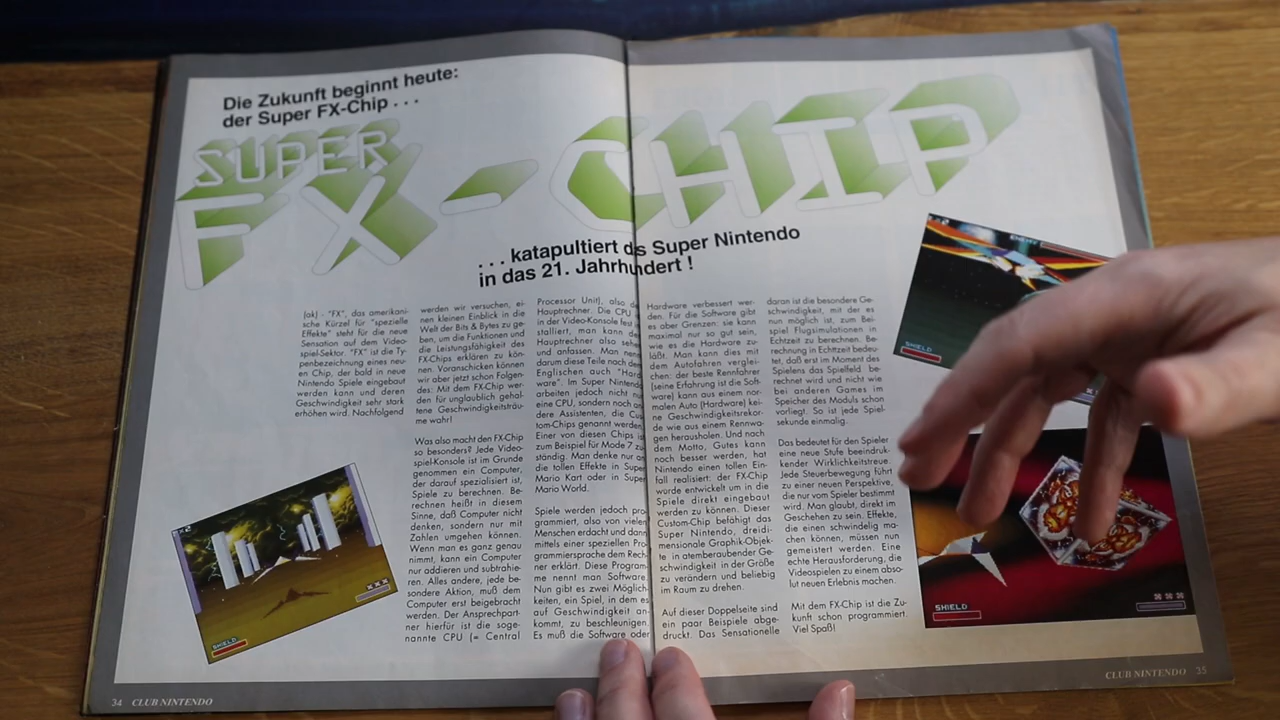 Die Zukunft beginnt heute:
der Super FX-Chip . . .
SUPER
FX-CHIP
. . . katapultiert ds Super Nintendo
in das 21. Jahrhundert !
(ok) - "FX", das amerikani-
sche Kürzel für "spezielle
Effekte" steht für die neue
Sensation auf dem Video-
spiel-Sektor. "FX" ist die Ty-
penbezeichnung eines neu-
en Chip, der bald in neue
Nintendo Spiele eingebaut
werden kann und deren
Geschwindigkeit sehr stark
erhöhen wird. Nachfolgend
werden wir versuchen, ei-
nen kleinen Einblick in die
Welt der Bits & Bytes zu ge-
ben, um die Funktionen und
die Leistungsfähigkeit des
FX-Chips erklären zu kön-
nen. Voranschicken können
wir aber jetzt schon Folgen-
des: Mit dem FX-Chip wer-
den für unglaublich gehal-
tene Geschwindigkeitsträu-
me wahr!
Was also macht den FX-Chip
so besonders? Jede Video-
spiel-Konsole ist im Grunde
genommen ein Computer,
der darauf spezialisiert ist,
Spiele zu berechnen. Be-
rechnen heißt in diesem
Sinne, daß Computer nicht
denken, sondern nur mit
Zahlen umgehen können.
Wenn man es ganz genau
nimmt, kann ein Computer
nur addieren und subtrahie-
ren. Alles andere, jede be-
sondere Aktion, muß dem
Computer erst beigebracht
werden. Der Ansprechpart-
ner hierfür ist die soge-
nannte CPU (= Central
Processor Unit), also de
Hauptrechner. Die CPU
in der Video-Konsole fest in
stalliert, man kann de
Hauptrechner also sehe
und anfassen. Man nen
darum diese Teile nach de
Englischen auch "Hard
ware". Im Super Nintendo
arbeiten jedoch nicht nu
eine CPU, sondern noch an
dere Assistenten, die Cus
tom-Chips genannt werden
Einer von diesen Chips is
zum Beispiel für Mode 7 zu
ständig. Man denke nur an
die tollen Effekte in Supe
Mario Kart oder in Super
Mario World.
Spiele werden jedoch pro
grammiert, also von vielen
Menschen erdacht und dann
mittels einer speziellen Pro
grammiersprache dem Rech
ner erklärt. Diese Program
me nennt man Software.
Nun gibt es zwei Möglich-
keiten, ein Spiel, in dem es
auf Geschwindigkeit an-
kommt, zu beschleunigen.
Es muß die Software oder
Hardware verbessert wer-
den. Für die Software gibt
es aber Grenzen: sie kann
maximal nur so gut sein,
wie es die Hardware zu-
läßt. Man kann dies mit
dem Autofahren verglei-
chen: der beste Rennfahrer
(seine Erfahrung ist die Soft-
ware) kann aus einem nor-
malen Auto (Hardware) kei-
ne Geschwindigkeitsrekor-
de wie aus einem Rennwa-
gen herausholen. Und nach
dem Motto, Gutes kann
noch besser werden, hat
Nintendo einen tollen Ein-
fall realisiert: der FX-Chip
wurde entwickelt um in die
Spiele direkt eingebaut
werden zu können. Dieser
Custom-Chip befähigt das
Super Nintendo, dreidi-
mensionale Graphik-Objek-
te in atemberaubender Ge-
schwindigkeit in der Größe
zu verändern und beliebig
im Raum zu drehen.
Auf dieser Doppelseite sind
ein paar Beispiele abge-
druckt. Das Sensationelle
daran ist die besondere Ge-
schwindigkeit, mit der es
nun möglich ist, zum Bei-
spiel Flugsimulationen in
Echtzeit zu berechnen. Be-
rechnung in Echtzeit bedeu-
tet, daß erst im Moment des
Spielens das Spielfeld be-
rechnet wird und nicht wie
bei anderen Games im
Speicher des Moduls schon
vorliegt. So ist jede Spiel-
sekunde einmalig.
Das bedeutet für den Spieler
eine neue Stufe beeindruk-
kender Wirklichkeitstreue.
Jede Steuerbewegung führt
zu einer neuen Perspektive,
die nur vom Spieler bestimmt
wird. Man glaubt, direkt im
Geschehen zu sein. Effekte,
die einen schwindelig ma-
chen können, müssen nun
gemeistert werden. Eine
echte Herausforderung, die
Videospielen zu einem abso-
lut neuen Erlebnis machen.
Mit dem FX-Chip ist die Zu-
kunft schon programmiert.
Viel Spaß!
SHIELD
SHIELD
SHIELD
34 CLUB NINTENDO
CLUB NINTENDO 35